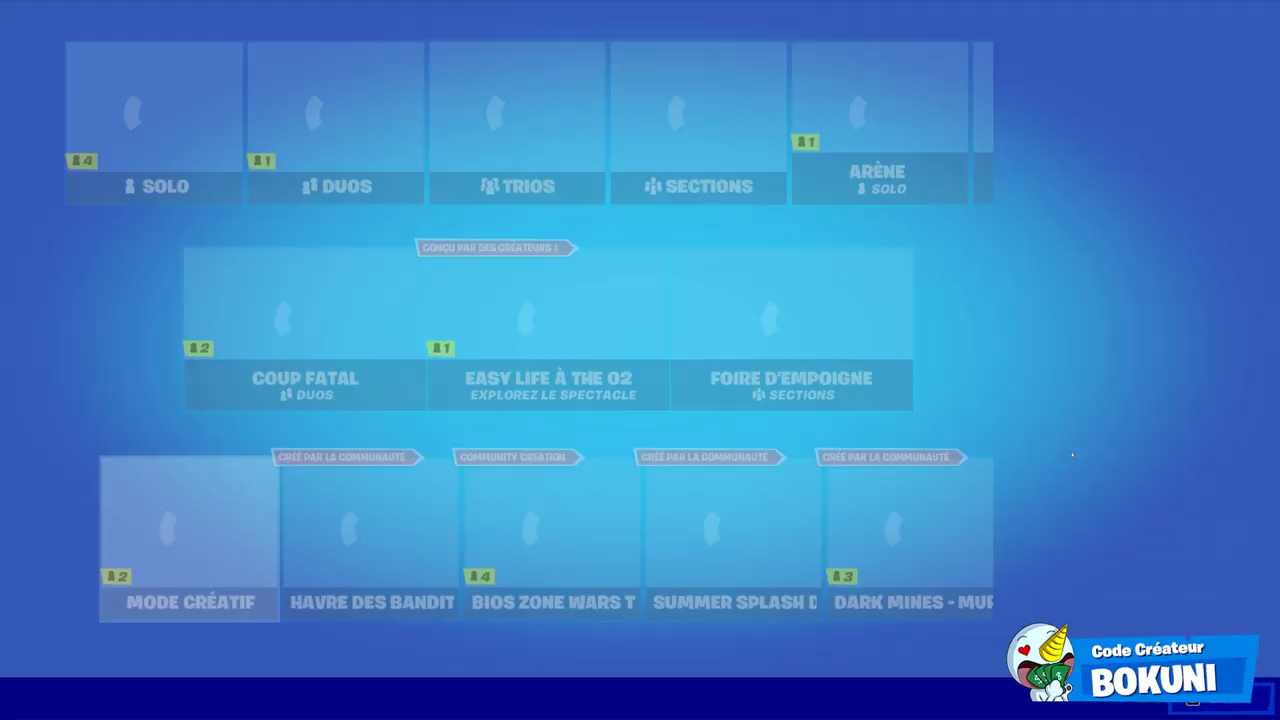 4
1
1
SOLO
DUOS
TRIOS
SECTIONS
ARÈNE
SOLO
CONÇU PAR DES CRÉATEURS !
2
1
COUP FATAL
EASY LIFE À THE O2
FOIRE D'EMPOIGNE
DUOS
EXPLOREZ LE SPECTACLE
SECTIONS
CRÉÉ PAR LA COMMUNAUTÉ
COMMUNITY CREATION
CRÉÉ PAR LA COMMUNAUTÉ
CRÉÉ PAR LA COMMUNAUTÉ
2
4
3
MODE CRÉATIF
HAVRE DES BANDIT
BIOS ZONE WARS T
SUMMER SPLASH D
DARK MINES - MUR
Code Créateur
BOKUNI